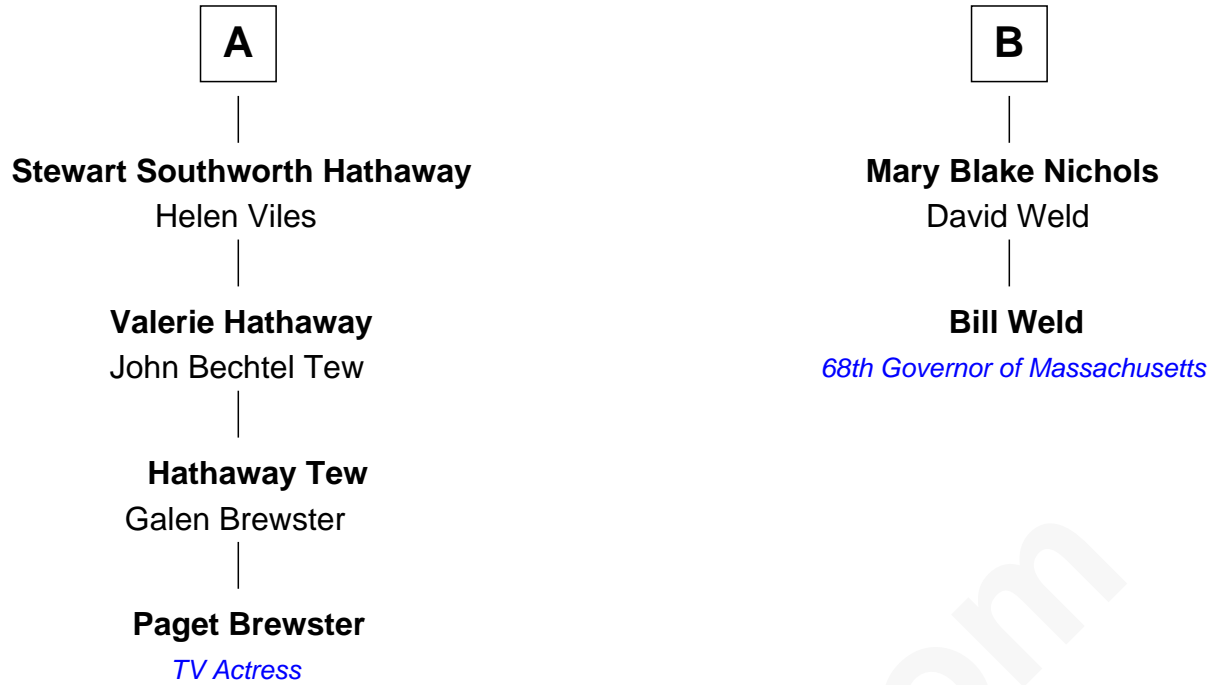 A
Stewart Southworth Hathaway
Helen Viles
Valerie Hathaway
John Bechtel Tew
Hathaway Tew
Galen Brewster
Paget Brewster
TV Actress
B
Mary Blake Nichols
David Weld
Bill Weld
68th Governor of Massachusetts
om